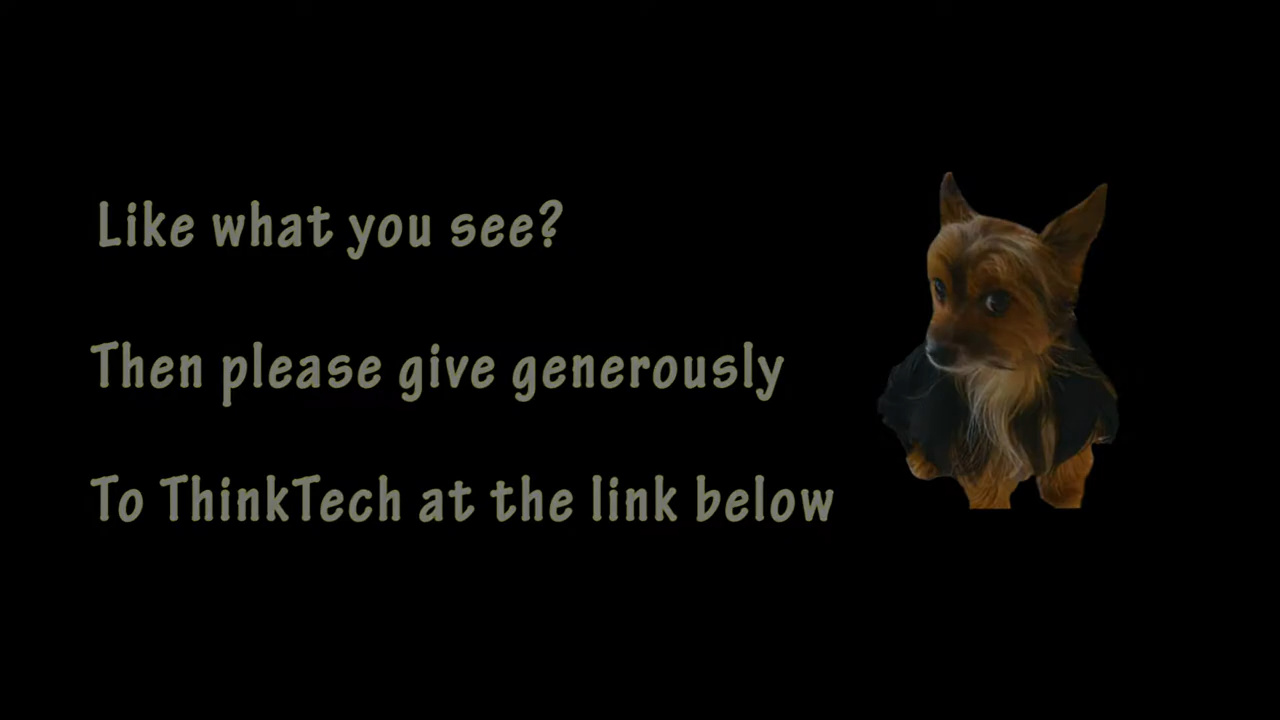 Like what you see?
Then please give generously
To ThinkTech at the link below